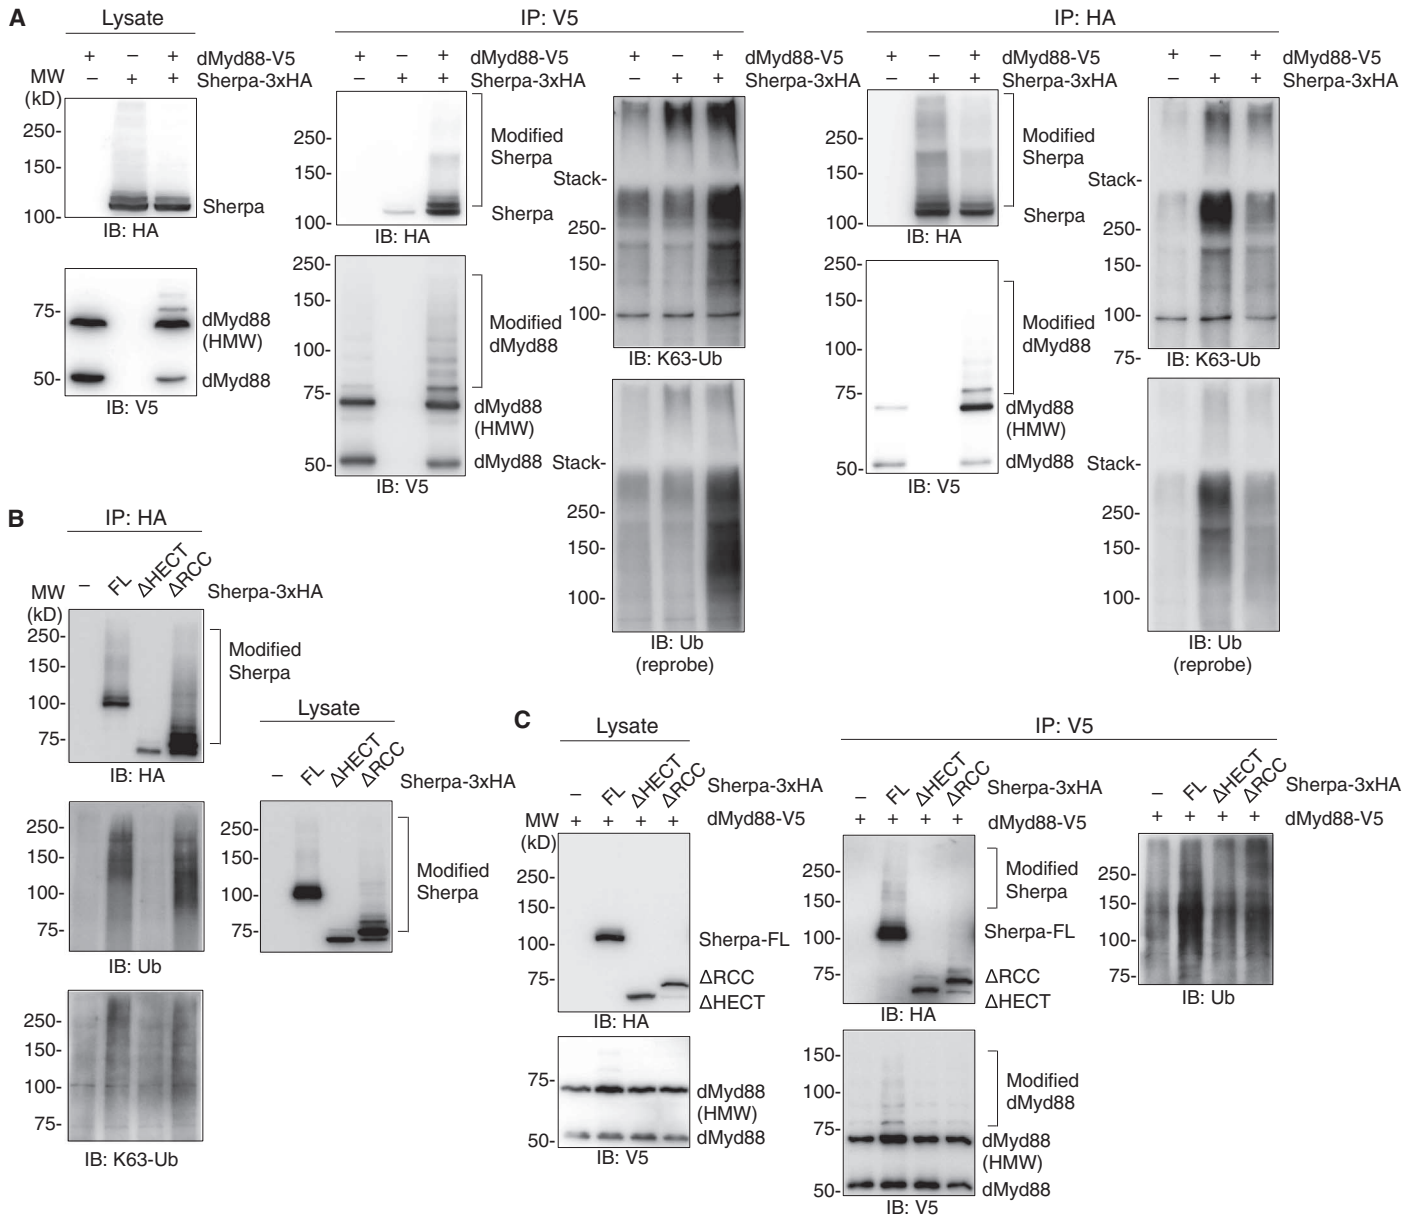 A
Lysate
+ − + dMyd88-V5
− + + Sherpa-3xHA
MW
(kD)
250-
150-
100-
Sherpa
IB: HA
75-
50-
dMyd88
(HMW)
dMyd88
IB: V5
IP: V5
+ − + dMyd88-V5
− + + Sherpa-3xHA
250-
150-
100-
Modified
Sherpa
Sherpa
IB: HA
250-
150-
100-
75-
50-
Modified
dMyd88
dMyd88
(HMW)
dMyd88
IB: V5
+ − + dMyd88-V5
− + + Sherpa-3xHA
Stack-
250-
150-
100-
IB: K63-Ub
Stack-
250-
150-
100-
IB: Ub
(reprobe)
IP: HA
+ − + dMyd88-V5
− + + Sherpa-3xHA
250-
150-
100-
Modified
Sherpa
Sherpa
IB: HA
250-
150-
100-
75-
50-
Modified
dMyd88
dMyd88
(HMW)
dMyd88
IB: V5
+ − + dMyd88-V5
− + + Sherpa-3xHA
Stack-
250-
150-
100-
75-
IB: K63-Ub
Stack-
250-
150-
100-
IB: Ub
(reprobe)
B
IP: HA
− FL ΔHECT ΔRCC Sherpa-3xHA
MW
(kD)
250-
150-
100-
75-
Modified
Sherpa
IB: HA
250-
150-
100-
75-
IB: Ub
250-
150-
100-
75-
IB: K63-Ub
Lysate
− FL ΔHECT ΔRCC Sherpa-3xHA
250-
150-
100-
75-
Modified
Sherpa
C
Lysate
− FL ΔHECT ΔRCC Sherpa-3xHA
MW + + + + dMyd88-V5
(kD)
250-
150-
100-
75-
Sherpa-FL
ΔRCC
ΔHECT
IB: HA
75-
50-
dMyd88
(HMW)
dMyd88
IB: V5
IP: V5
− FL ΔHECT ΔRCC Sherpa-3xHA
+ + + + dMyd88-V5
250-
150-
100-
75-
Modified
Sherpa
Sherpa-FL
ΔRCC
ΔHECT
IB: HA
150-
100-
75-
50-
Modified
dMyd88
dMyd88
(HMW)
dMyd88
IB: V5
− FL ΔHECT ΔRCC Sherpa-3xHA
+ + + + dMyd88-V5
250-
150-
100-
75-
IB: Ub